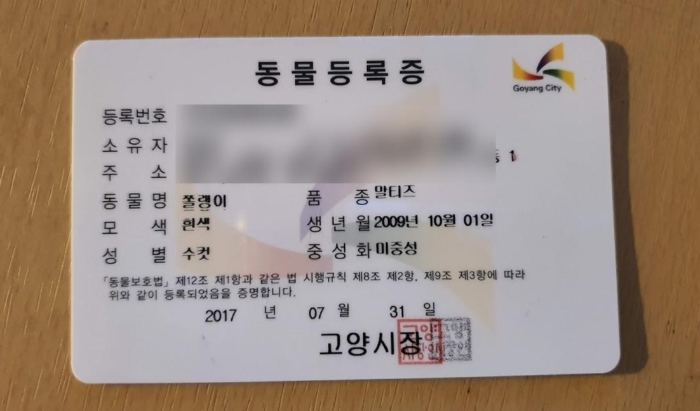 동물등록증
Goyang City
등록번호
소유자
주 소
1
동물명 쫄랭이 품 종 말티즈
모 색 흰색 생년월 2009년 10월 01일
성 별 수컷 중성화 미중성
「동물보호법」 제12조 제1항과 같은 법 시행규칙 제8조 제2항, 제9조 제3항에 따라
위와 같이 등록되었음을 증명합니다.
2017 년 07 월 31 일
고양시장